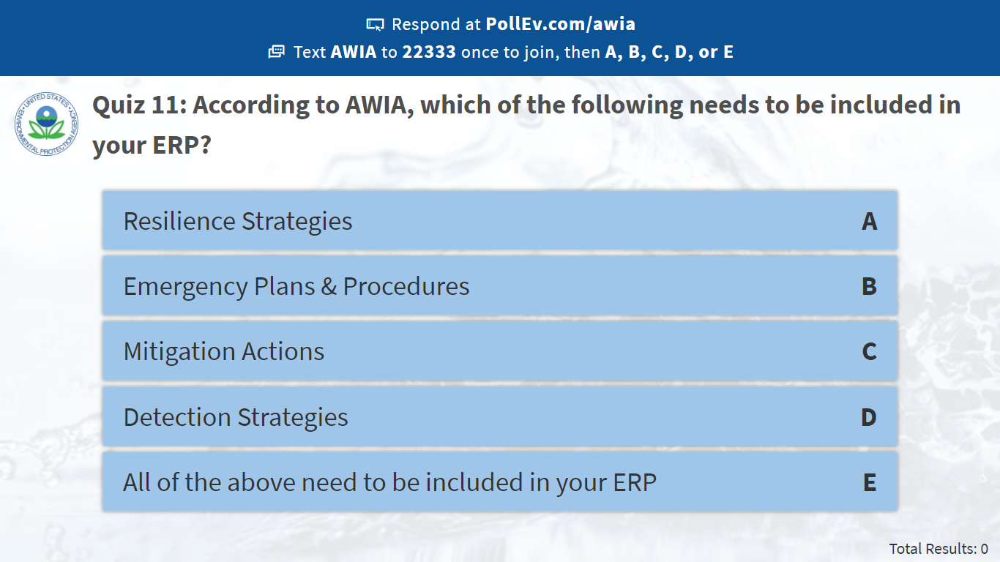 Respond at PollEv.com/awia
Text AWIA to 22333 once to join, then A, B, C, D, or E
UNITED STATES
ENVIRONMENTAL PROTECTION AGENCY
Quiz 11: According to AWIA, which of the following needs to be included in
your ERP?
Resilience Strategies A
Emergency Plans & Procedures B
Mitigation Actions C
Detection Strategies D
All of the above need to be included in your ERP E
Total Results: 0